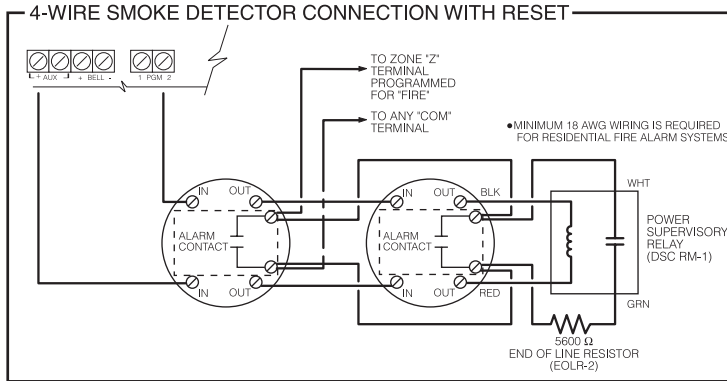 4-WIRE SMOKE DETECTOR CONNECTION WITH RESET
+ AUX - + BELL - 1 PGM 2
TO ZONE "Z"
TERMINAL
PROGRAMMED
FOR "FIRE"
TO ANY "COM"
TERMINAL
●MINIMUM 18 AWG WIRING IS REQUIRED
FOR RESIDENTIAL FIRE ALARM SYSTEMS
IN OUT IN OUT BLK WHT
ALARM
CONTACT
ALARM
CONTACT
POWER
SUPERVISORY
RELAY
(DSC RM-1)
IN OUT IN OUT RED GRN
5600 Ω
END OF LINE RESISTOR
(EOLR-2)